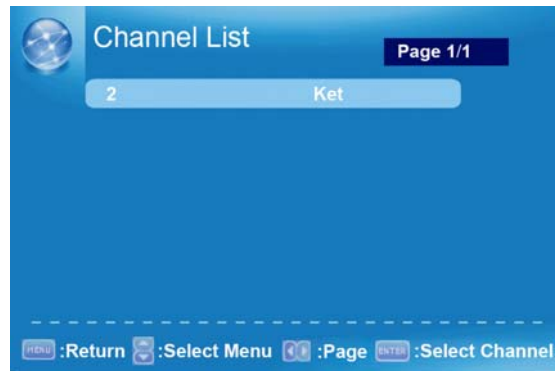 Channel List
Page 1/1
2 Ket
MENU :Return :Select Menu :Page ENTER :Select Channel